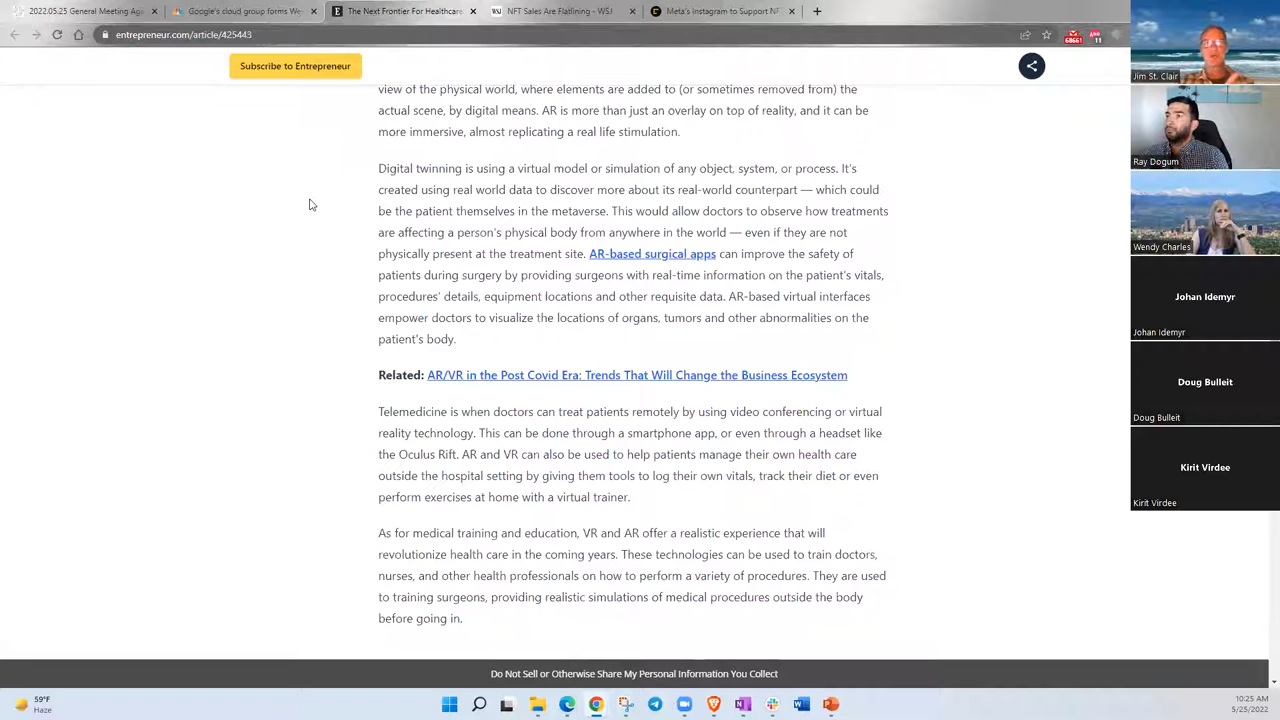 2022.05.25 General Meeting Ag
Google's cloud group forms We
The Next Frontier For Healthcare
NFT Sales Are Flatlining - WSJ
Meta's Instagram to Support NF
entrepreneur.com/article/425443
68661
11
Subscribe to Entrepreneur
view of the physical world, where elements are added to (or sometimes removed from) the
actual scene, by digital means. AR is more than just an overlay on top of reality, and it can be
more immersive, almost replicating a real life stimulation.
Digital twinning is using a virtual model or simulation of any object, system, or process. It's
created using real world data to discover more about its real-world counterpart — which could
be the patient themselves in the metaverse. This would allow doctors to observe how treatments
are affecting a person's physical body from anywhere in the world — even if they are not
physically present at the treatment site. AR-based surgical apps can improve the safety of
patients during surgery by providing surgeons with real-time information on the patient's vitals,
procedures' details, equipment locations and other requisite data. AR-based virtual interfaces
empower doctors to visualize the locations of organs, tumors and other abnormalities on the
patient's body.
Related: AR/VR in the Post Covid Era: Trends That Will Change the Business Ecosystem
Telemedicine is when doctors can treat patients remotely by using video conferencing or virtual
reality technology. This can be done through a smartphone app, or even through a headset like
the Oculus Rift. AR and VR can also be used to help patients manage their own health care
outside the hospital setting by giving them tools to log their own vitals, track their diet or even
perform exercises at home with a virtual trainer.
As for medical training and education, VR and AR offer a realistic experience that will
revolutionize health care in the coming years. These technologies can be used to train doctors,
nurses, and other health professionals on how to perform a variety of procedures. They are used
to training surgeons, providing realistic simulations of medical procedures outside the body
before going in.
Do Not Sell or Otherwise Share My Personal Information You Collect
Jim St. Clair
Ray Dogum
Wendy Charles
Johan Idemyr
Johan Idemyr
Doug Bulleit
Doug Bulleit
Kirit Virdee
Kirit Virdee
59°F
Haze
10:25 AM
5/25/2022